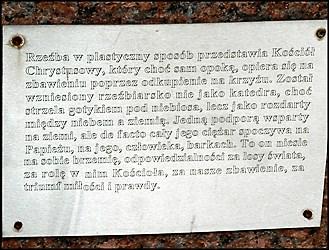 Rzeźba w plastyczny sposób przedstawia Kościół
Chrystusowy, który choć sam opoką, opiera się na
zbawieniu poprzez odkupienie na krzyżu. Został
wzniesiony rzeźbiarsko nie jako katedra, choć
strzela gotykiem pod niebiosa, lecz jako rozdarty
między niebem a ziemią. Jedną podporą wsparty
na ziemi, ale de facto cały jego ciężar spoczywa na
Papieżu, na jego, człowieka, barkach. To on niesie
na sobie brzemię, odpowiedzialności za losy świata,
za rolę w nim Kościoła, za nasze zbawienie, za
triumf miłości i prawdy.